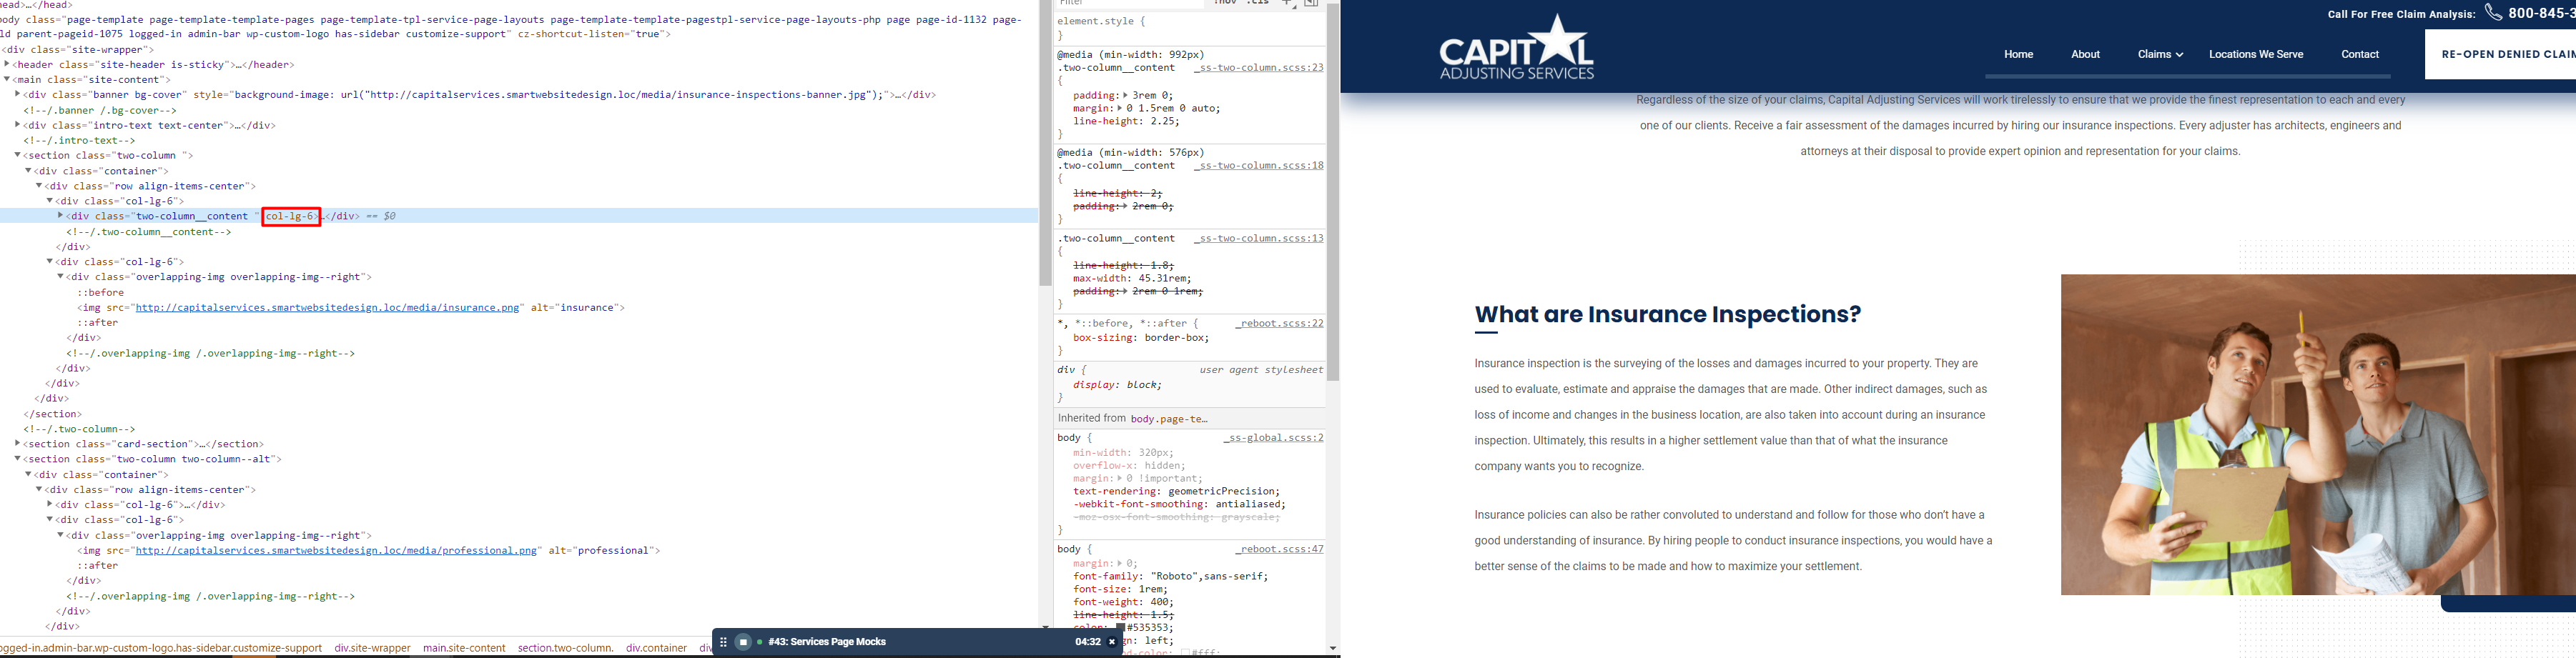 head>…</head>
body class="page-template page-template-template-pages page-template-tpl-service-page-layouts page-template-template-pagestpl-service-page-layouts-php page page-id-1132 page-
ld parent-pageid-1075 logged-in admin-bar wp-custom-logo has-sidebar customize-support" cz-shortcut-listen="true">
<div class="site-wrapper">
<header class="site-header is-sticky">…</header>
<main class="site-content">
<div class="banner bg-cover" style="background-image: url("http://capitalservices.smartwebsitedesign.loc/media/insurance-inspections-banner.jpg");">…</div>
<!--/.banner /.bg-cover-->
<div class="intro-text text-center">…</div>
<!--/.intro-text-->
<section class="two-column ">
<div class="container">
<div class="row align-items-center">
<div class="col-lg-6">
<div class="two-column__content " col-lg-6>…</div> == $0
<!--/.two-column__content-->
</div>
<div class="col-lg-6">
<div class="overlapping-img overlapping-img--right">
::before
<img src="http://capitalservices.smartwebsitedesign.loc/media/insurance.png" alt="insurance">
::after
</div>
<!--/.overlapping-img /.overlapping-img--right-->
</div>
</div>
</div>
</section>
<!--/.two-column-->
<section class="card-section">…</section>
<section class="two-column two-column--alt">
<div class="container">
<div class="row align-items-center">
<div class="col-lg-6">…</div>
<div class="col-lg-6">
<div class="overlapping-img overlapping-img--right">
<img src="http://capitalservices.smartwebsitedesign.loc/media/professional.png" alt="professional">
::after
</div>
<!--/.overlapping-img /.overlapping-img--right-->
</div>
</div>
ogged-in.admin-bar.wp-custom-logo.has-sidebar.customize-support div.site-wrapper main.site-content section.two-column. div.container div
#43: Services Page Mocks 04:32
Filter :hov .cls
element.style {
}
@media (min-width: 992px)
.two-column__content _ss-two-column.scss:23
{
padding: 3rem 0;
margin: 0 1.5rem 0 auto;
line-height: 2.25;
}
@media (min-width: 576px)
.two-column__content _ss-two-column.scss:18
{
line-height: 2;
padding: 2rem 0;
}
.two-column__content _ss-two-column.scss:13
{
line-height: 1.8;
max-width: 45.31rem;
padding: 2rem 0 1rem;
}
*, *::before, *::after { _reboot.scss:22
box-sizing: border-box;
}
div { user agent stylesheet
display: block;
}
Inherited from body.page-te…
body { _ss-global.scss:2
min-width: 320px;
overflow-x: hidden;
margin: 0 !important;
text-rendering: geometricPrecision;
-webkit-font-smoothing: antialiased;
-moz-osx-font-smoothing: grayscale;
}
body { _reboot.scss:47
margin: 0;
font-family: "Roboto",sans-serif;
font-size: 1rem;
font-weight: 400;
line-height: 1.5;
color: #535353;
gn: left;
d-color: #fff;
Call For Free Claim Analysis: 800-845-3
CAPITAL
ADJUSTING SERVICES
Home About Claims Locations We Serve Contact RE-OPEN DENIED CLAIM
Regardless of the size of your claims, Capital Adjusting Services will work tirelessly to ensure that we provide the finest representation to each and every
one of our clients. Receive a fair assessment of the damages incurred by hiring our insurance inspections. Every adjuster has architects, engineers and
attorneys at their disposal to provide expert opinion and representation for your claims.
What are Insurance Inspections?
Insurance inspection is the surveying of the losses and damages incurred to your property. They are
used to evaluate, estimate and appraise the damages that are made. Other indirect damages, such as
loss of income and changes in the business location, are also taken into account during an insurance
inspection. Ultimately, this results in a higher settlement value than that of what the insurance
company wants you to recognize.
Insurance policies can also be rather convoluted to understand and follow for those who don't have a
good understanding of insurance. By hiring people to conduct insurance inspections, you would have a
better sense of the claims to be made and how to maximize your settlement.